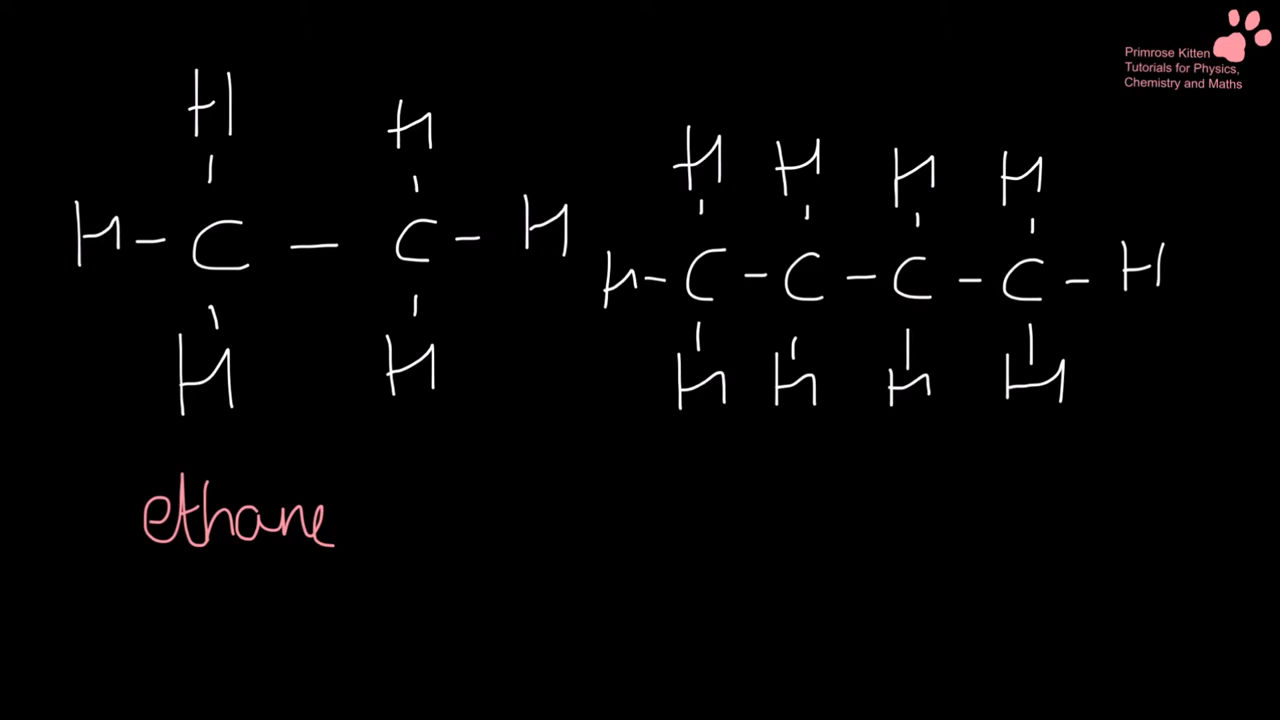 Primrose Kitten
Tutorials for Physics,
Chemistry and Maths
H H
H - C - C - H
H H
H H H H
H - C - C - C - C - H
H H H H
ethane